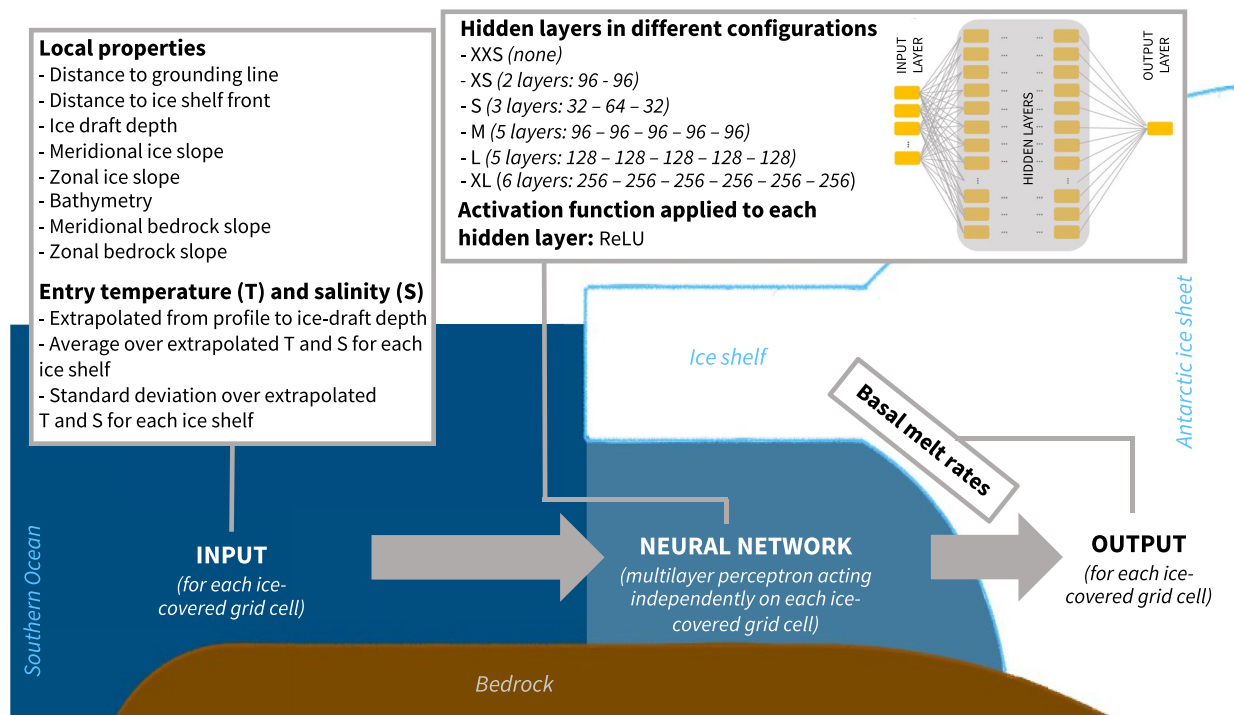 Local properties
- Distance to grounding line
- Distance to ice shelf front
- Ice draft depth
- Meridional ice slope
- Zonal ice slope
- Bathymetry
- Meridional bedrock slope
- Zonal bedrock slope
Entry temperature (T) and salinity (S)
- Extrapolated from profile to ice-draft depth
- Average over extrapolated T and S for each
ice shelf
- Standard deviation over extrapolated
T and S for each ice shelf
Hidden layers in different configurations
- XXS (none)
- XS (2 layers: 96 - 96)
- S (3 layers: 32 – 64 – 32)
- M (5 layers: 96 – 96 – 96 – 96 – 96)
- L (5 layers: 128 – 128 – 128 – 128 – 128)
- XL (6 layers: 256 – 256 – 256 – 256 – 256 – 256)
Activation function applied to each
hidden layer: ReLU
INPUT
LAYER
HIDDEN LAYERS
OUTPUT
LAYER
Ice shelf
Antarctic ice sheet
Basal melt rates
Southern Ocean
INPUT
(for each ice-
covered grid cell)
NEURAL NETWORK
(multilayer perceptron acting
independently on each ice-
covered grid cell)
OUTPUT
(for each ice-
covered grid cell)
Bedrock